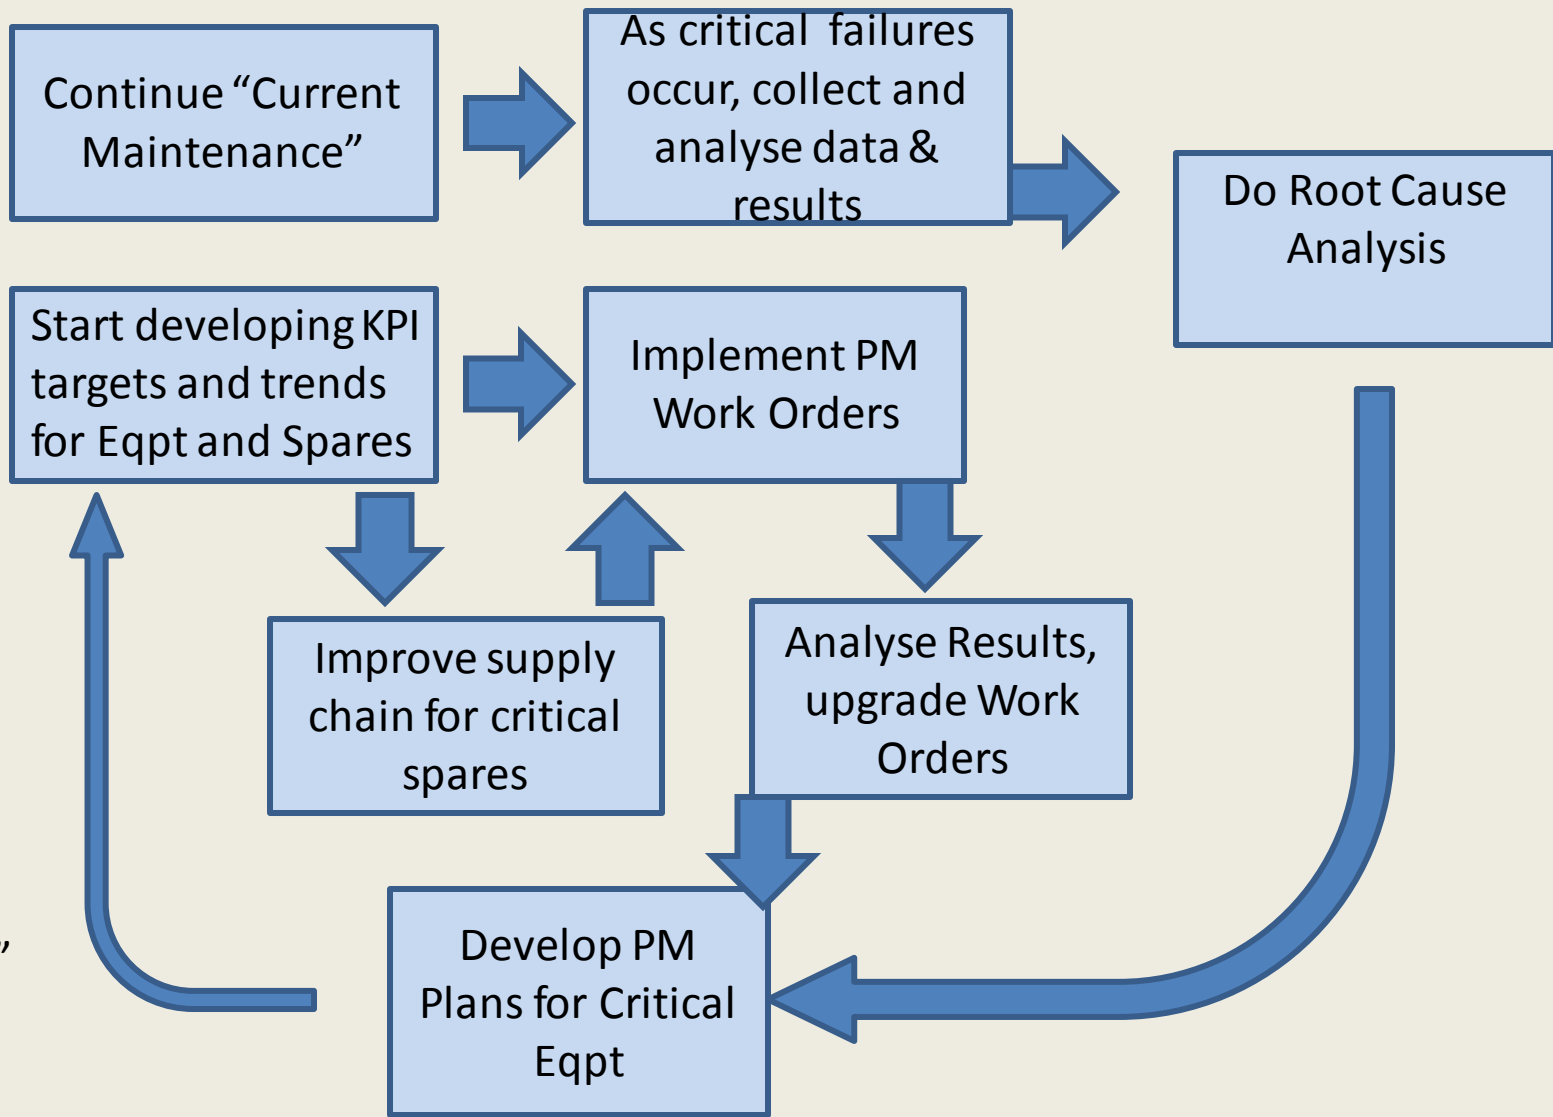 Continue “Current
Maintenance”
As critical failures
occur, collect and
analyse data &
results
Do Root Cause
Analysis
Start developing KPI
targets and trends
for Eqpt and Spares
Implement PM
Work Orders
Improve supply
chain for critical
spares
Analyse Results,
upgrade Work
Orders
”
Develop PM
Plans for Critical
Eqpt